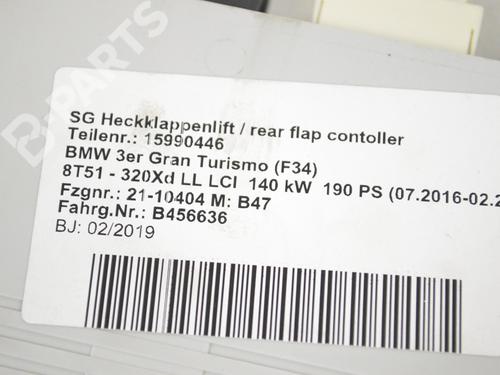 B-PARTS
SG Heckklappenlift / rear flap contoller
Teilenr.: 15990446
BMW 3er Gran Turismo (F34)
8T51 - 320Xd LL LCI 140 kW 190 PS (07.2016-02.2
Fzgnr.: 21-10404 M: B47
Fahrg.Nr.: B456636
BJ: 02/2019